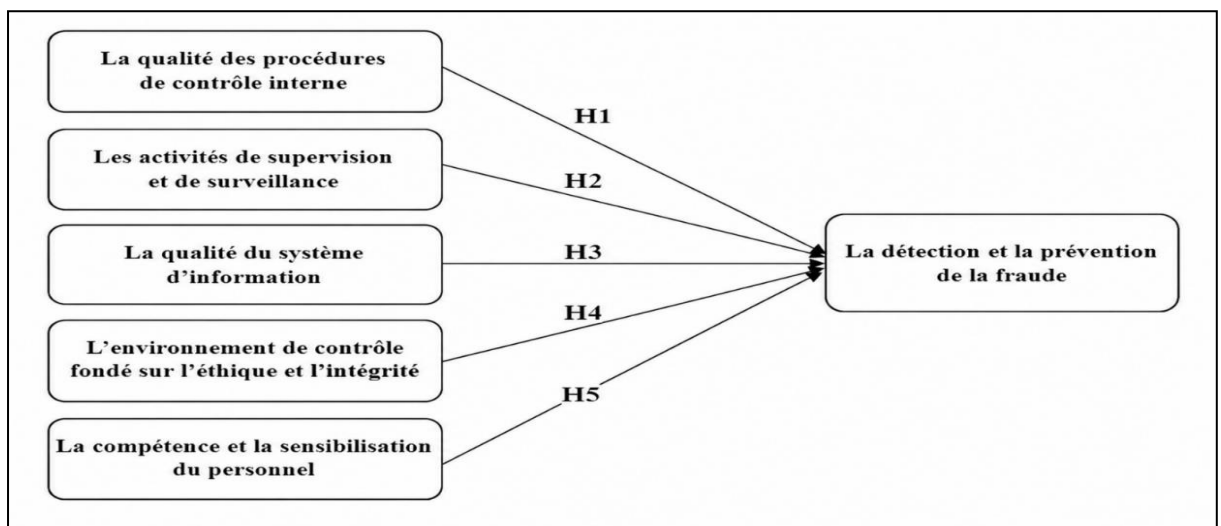 La qualité des procédures
de contrôle interne
H1
Les activités de supervision
et de surveillance
H2
La qualité du système
d'information
H3
La détection et la prévention
de la fraude
L'environnement de contrôle
fondé sur l'éthique et l'intégrité
H4
La compétence et la sensibilisation
du personnel
H5